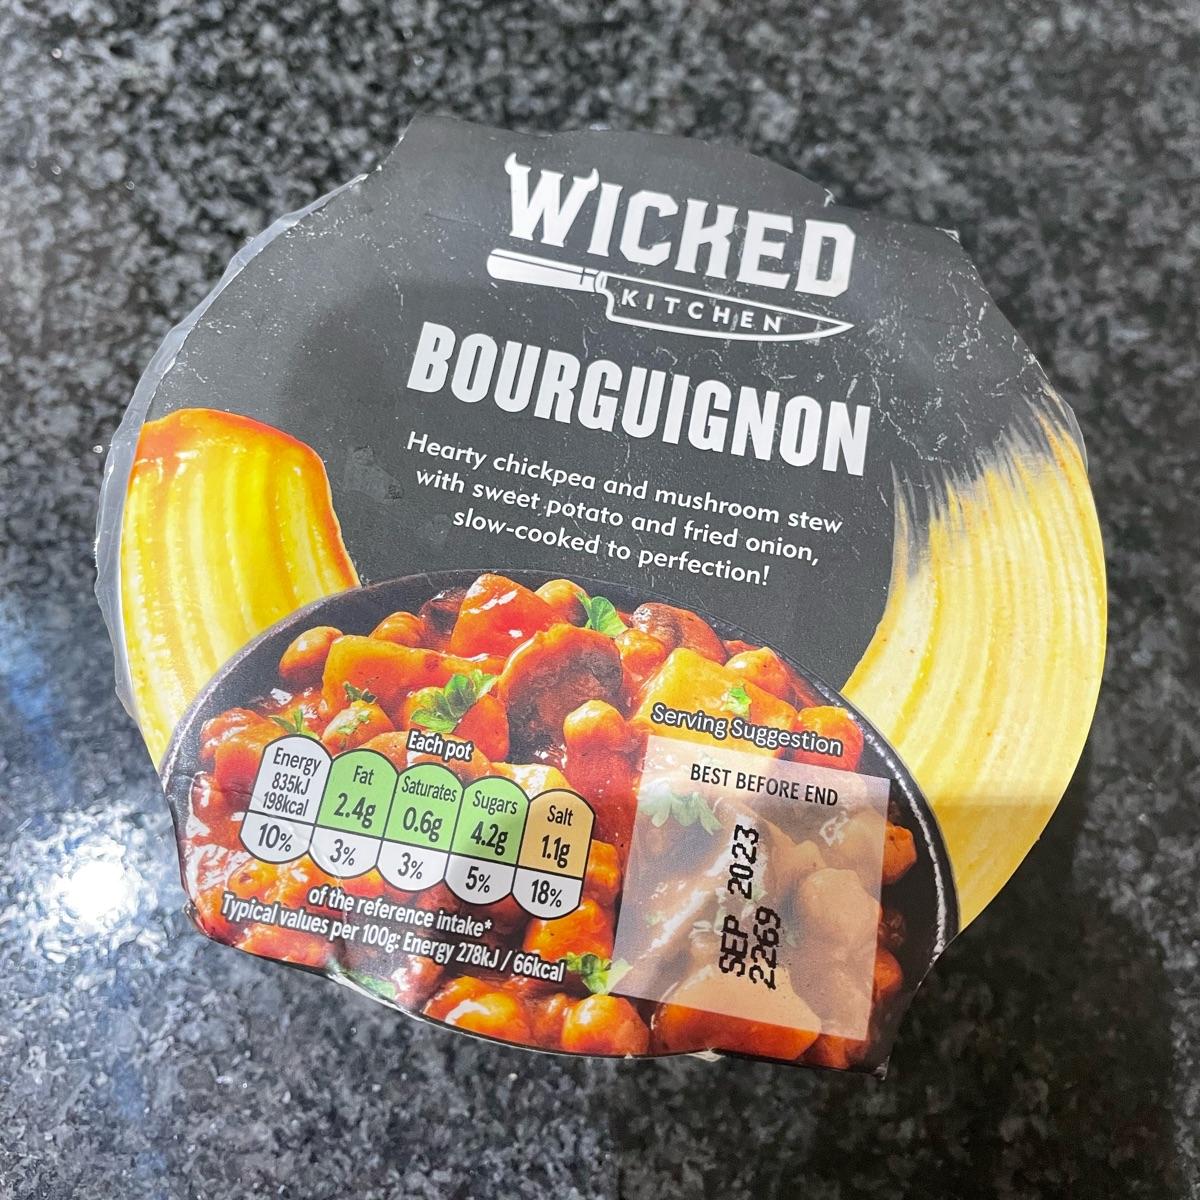 WICKED
KITCHEN
BOURGUIGNON
Hearty chickpea and mushroom stew
with sweet potato and fried onion,
slow-cooked to perfection!
Serving Suggestion
Each pot
Energy
835kJ
198kcal
10%
Fat
2.4g
3%
Saturates
0.6g
3%
Sugars
4.2g
5%
Salt
1.1g
18%
of the reference intake*
Typical values per 100g: Energy 278kJ / 66kcal
BEST BEFORE END
SEP 2023
2269